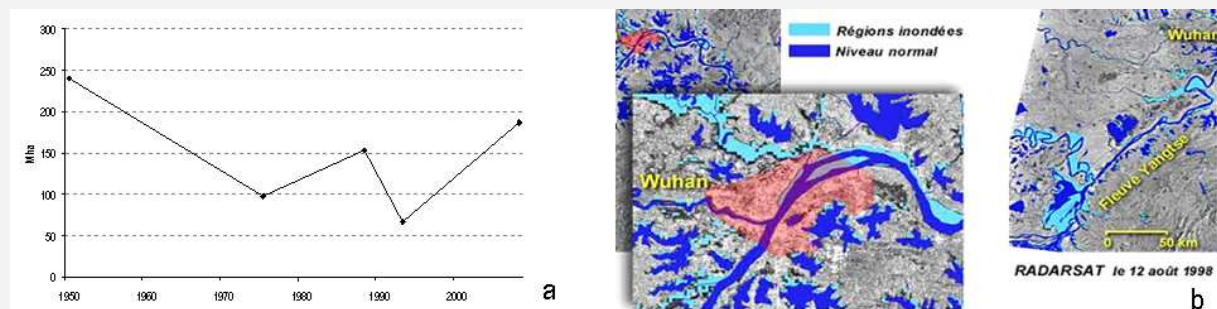 300
250
200
150
100
50
0
Mha
1950
1960
1970
1980
1990
2000
a
Régions inondées
Niveau normal
Wuhan
Wuhan
Fleuve Yangtse
0 50 km
RADARSAT le 12 août 1998
b